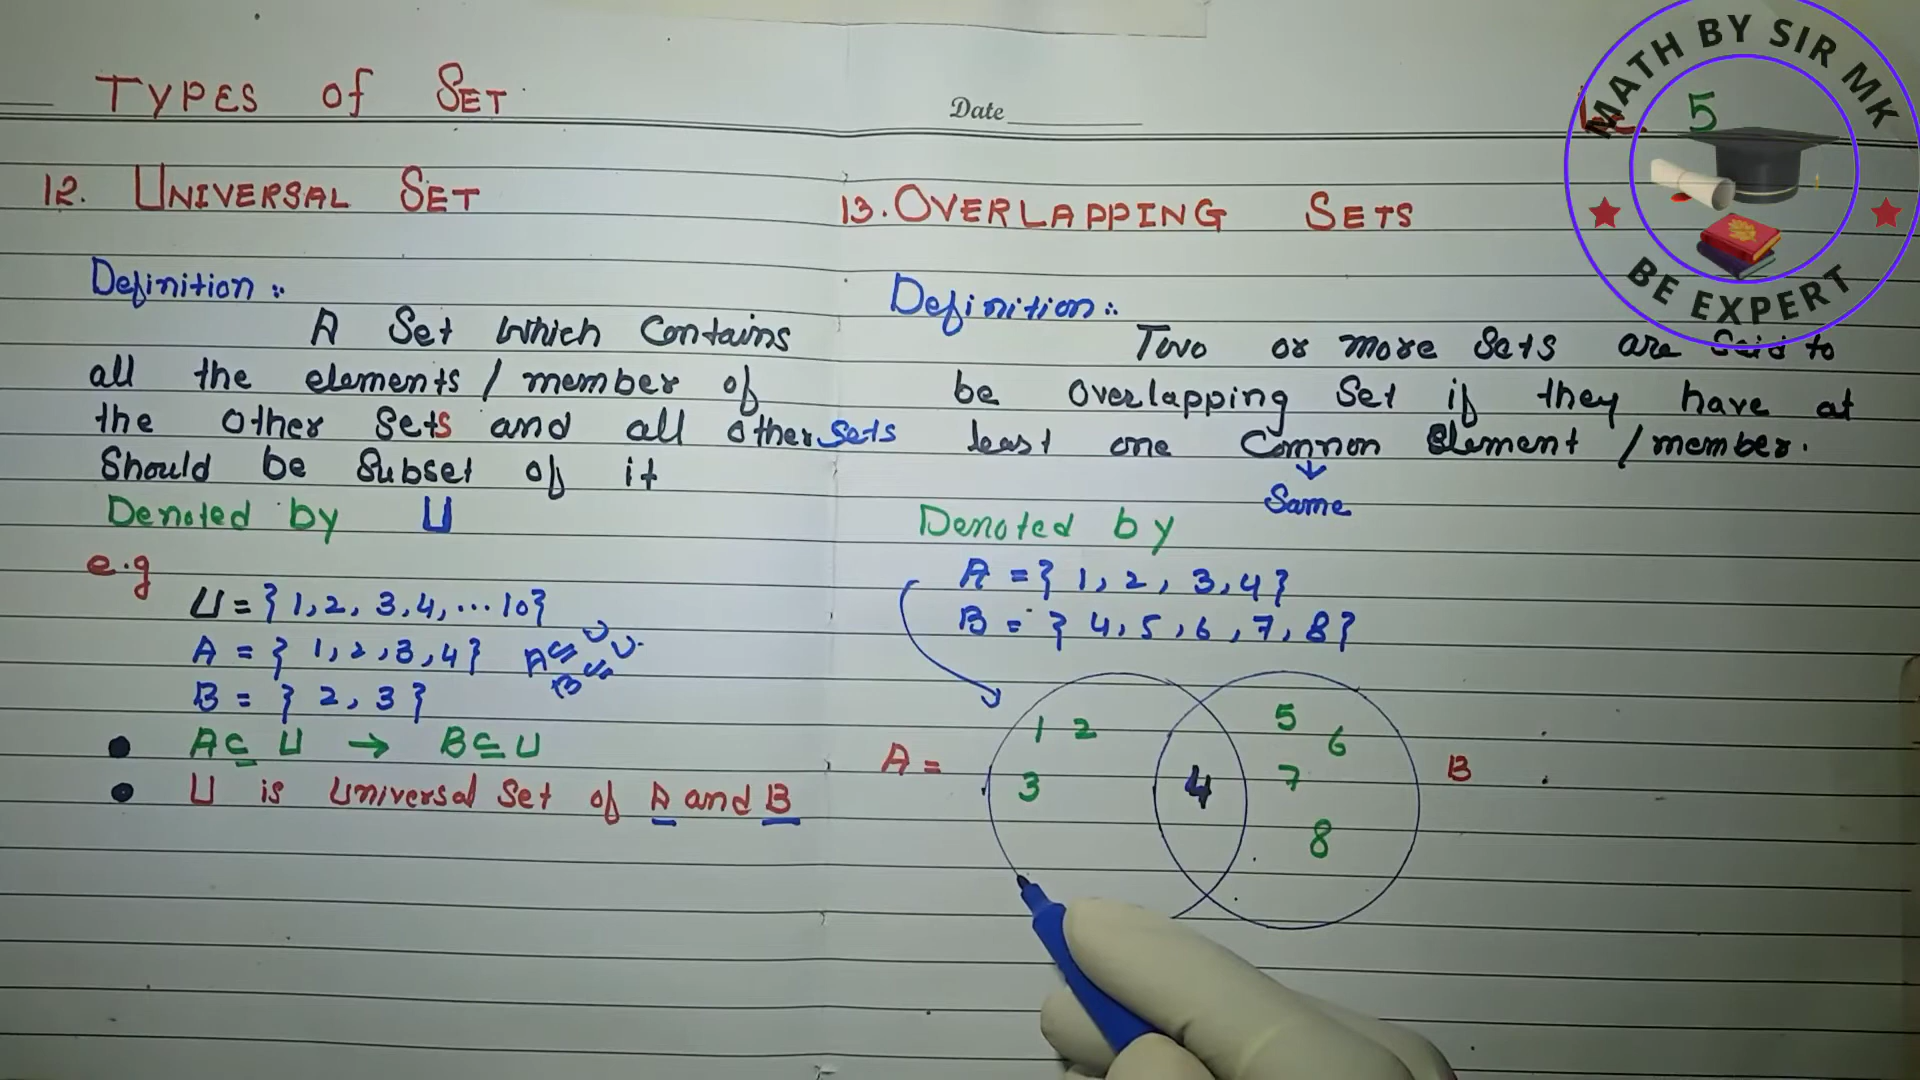 TYPES of SET
Date
5
MATH BY SIR MK
BE EXPERT
12. UNIVERSAL SET
Definition :.
A Set which Contains
all the elements / member of
the other Sets and all other sets
Should be Subset of it
Denoted by U
e.g
U = { 1, 2, 3, 4, ... 10 }
A = { 1, 2, 3, 4 } A ⊆ U
B ⊆ U
B = { 2, 3 }
● A ⊆ U → B ⊆ U
● U is Universal Set of A and B
13. OVERLAPPING SETS
Definition :.
Two or more Sets are Said to
be Overlapping Set if they have at
least one Common Element / member.
↓
Same
Denoted by
A = { 1, 2, 3, 4 }
B = { 4, 5, 6, 7, 8 }
A =
1 2
3
4
5
6
7
8
B